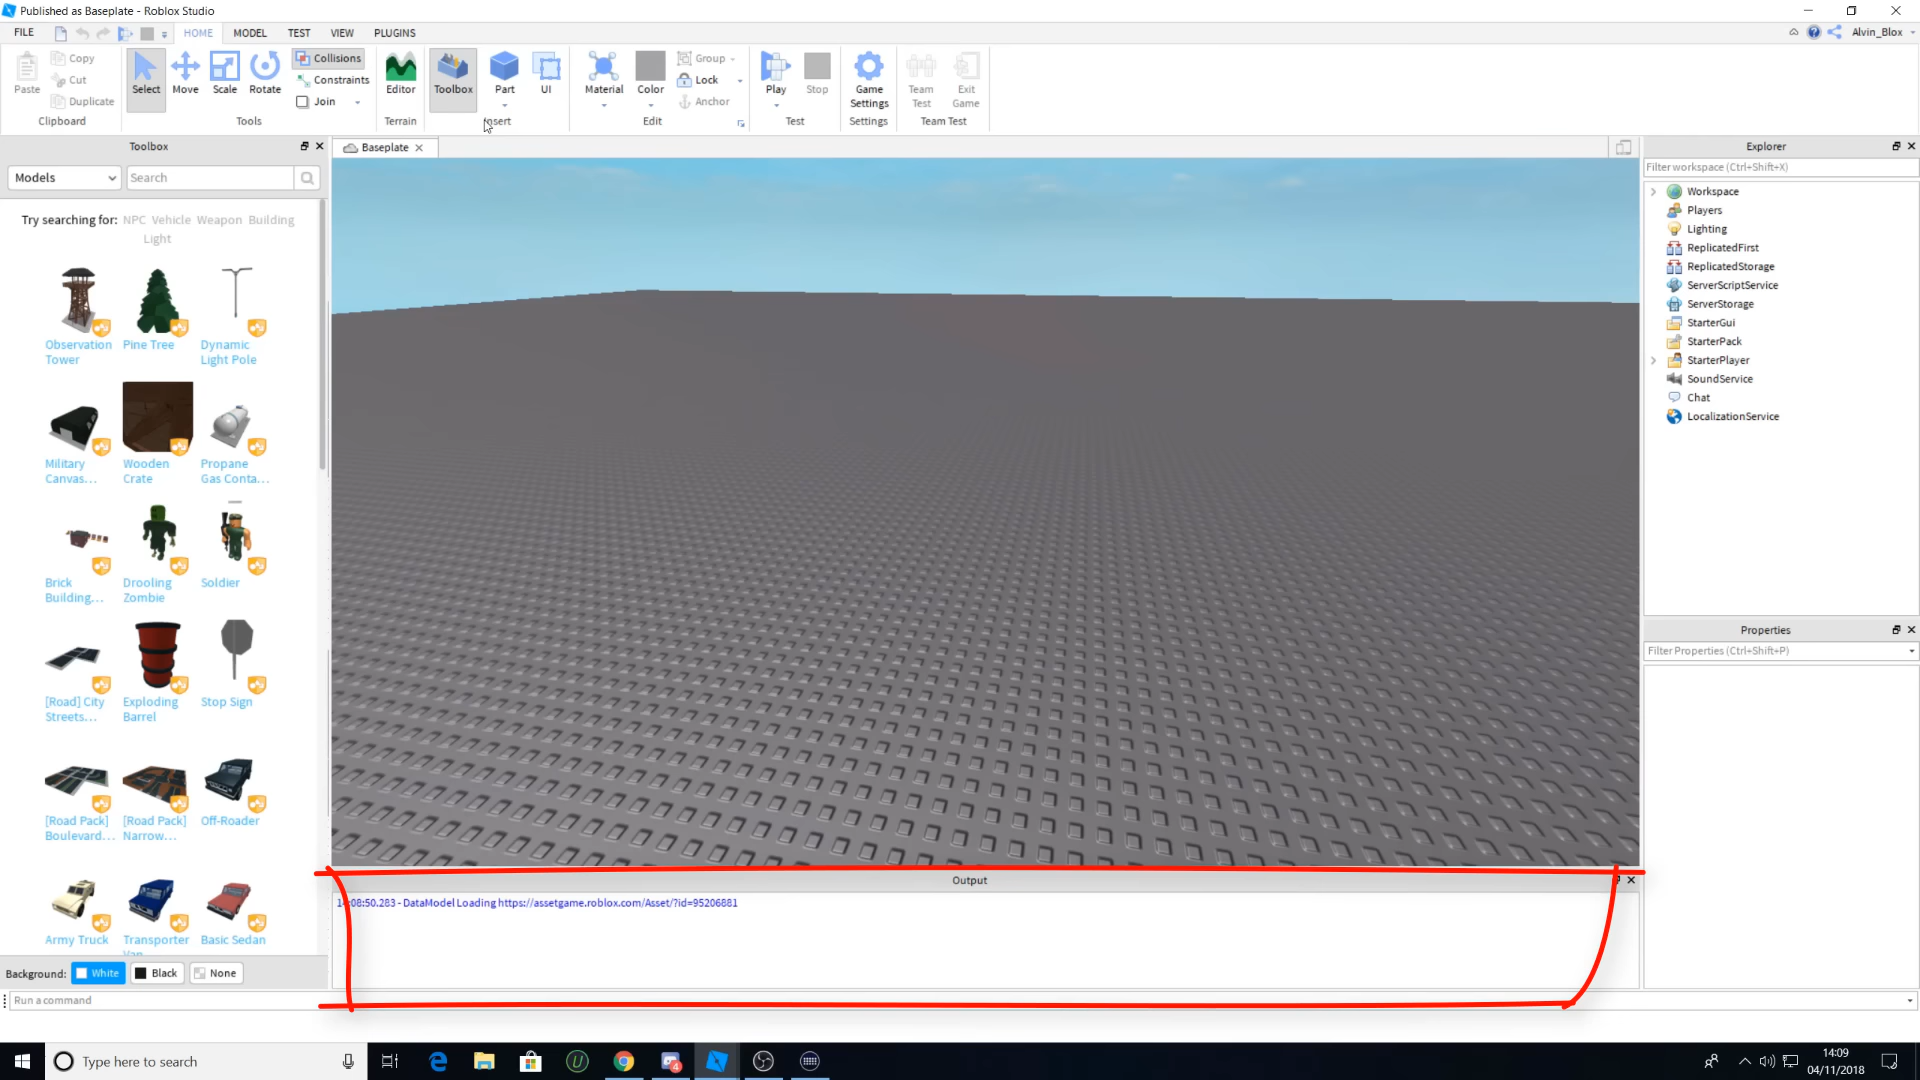 Published as Baseplate - Roblox Studio
FILE HOME MODEL TEST VIEW PLUGINS Alvin_Blox
Paste Copy Cut Duplicate
Select Move Scale Rotate Collisions Constraints Join
Editor Toolbox Part UI
Material Color Group Lock Anchor
Play Stop Game Settings Team Test Exit Game
Clipboard Tools Terrain Insert Edit Test Settings Team Test
Toolbox
Models Search
Try searching for: NPC Vehicle Weapon Building
Light
Observation Tower
Pine Tree
Dynamic Light Pole
Military Canvas...
Wooden Crate
Propane Gas Conta...
Brick Building...
Drooling Zombie
Soldier
[Road] City Streets...
Exploding Barrel
Stop Sign
[Road Pack] Boulevard...
[Road Pack] Narrow...
Off-Roader
Army Truck
Transporter Van
Basic Sedan
Background: White Black None
Run a command
Baseplate
Output
14:08:50.283 - DataModel Loading https://assetgame.roblox.com/Asset/?id=95206881
Explorer
Filter workspace (Ctrl+Shift+X)
Workspace
Players
Lighting
ReplicatedFirst
ReplicatedStorage
ServerScriptService
ServerStorage
StarterGui
StarterPack
StarterPlayer
SoundService
Chat
LocalizationService
Properties
Filter Properties (Ctrl+Shift+P)
Type here to search
4
14:09
04/11/2018